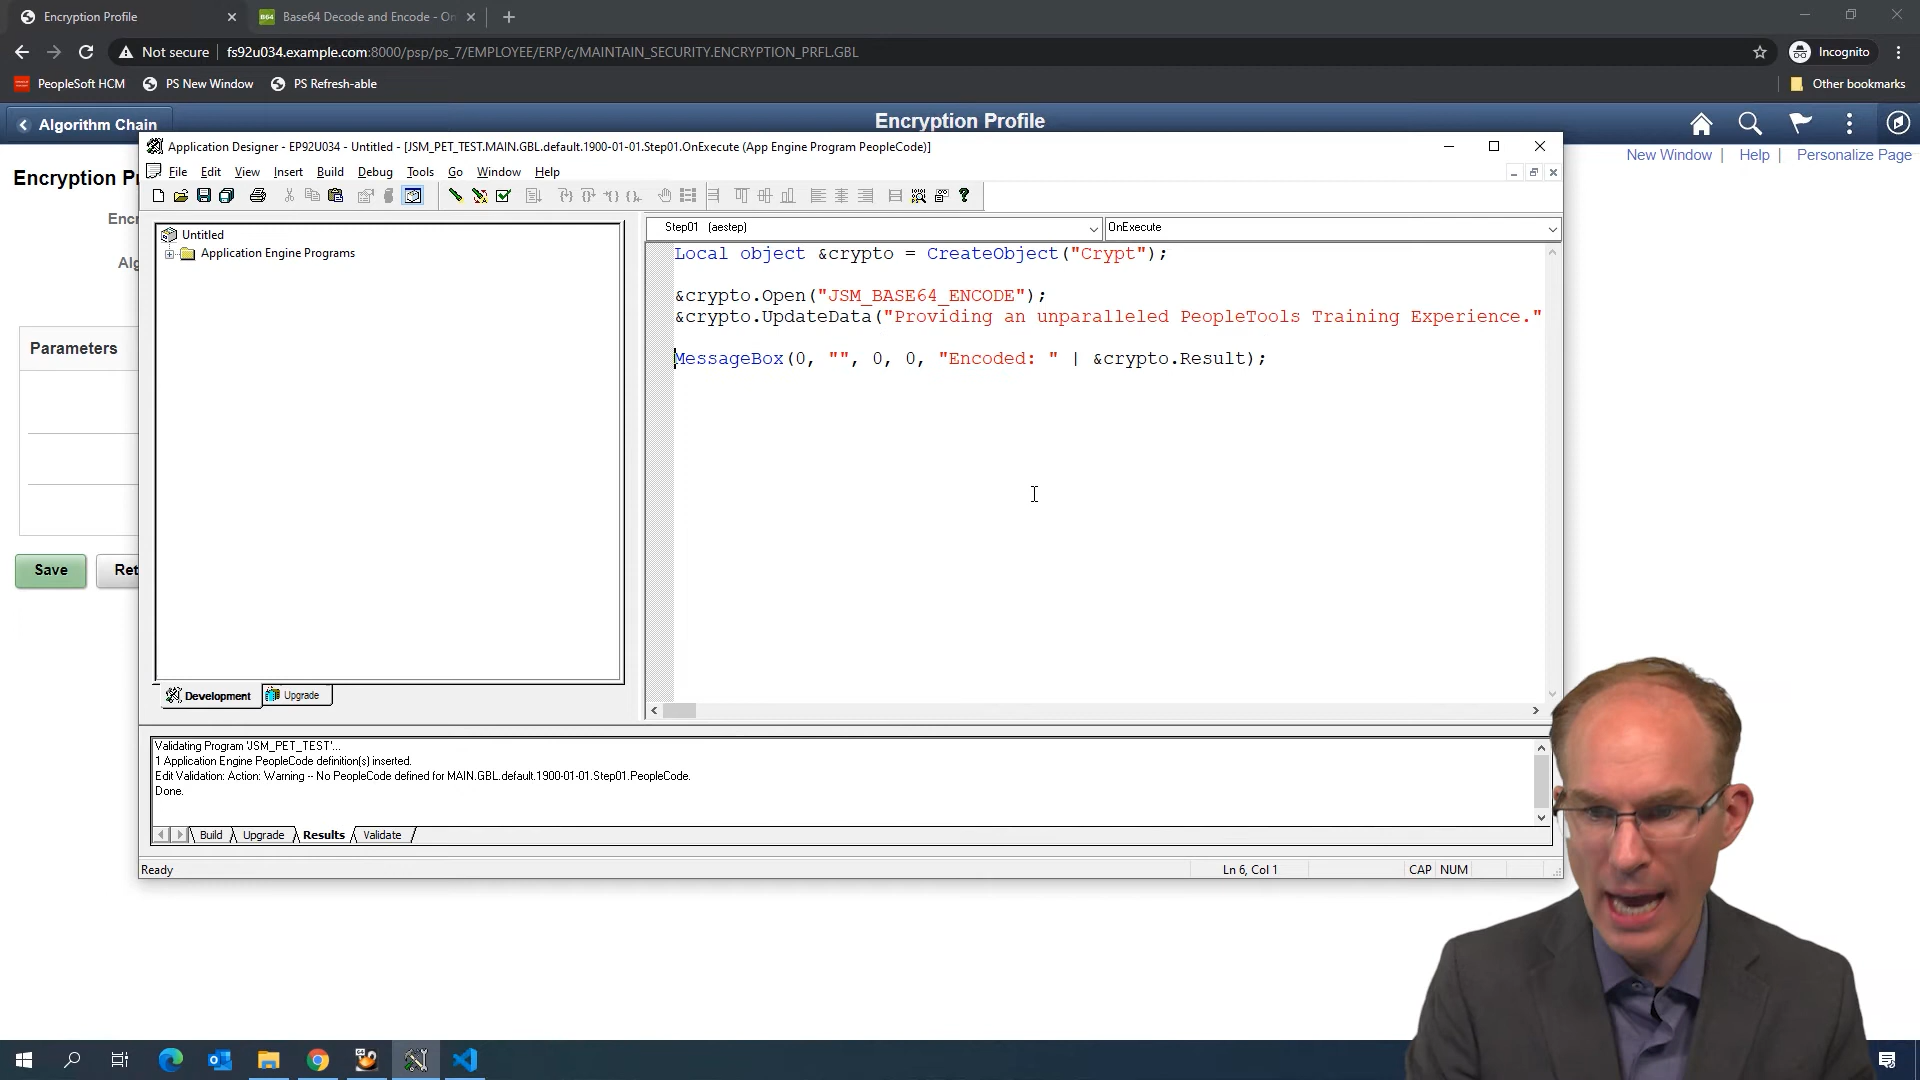 Encryption Profile
B64
Base64 Decode and Encode - On
Not secure
fs92u034.example.com:8000/psp/ps_7/EMPLOYEE/ERP/c/MAINTAIN_SECURITY.ENCRYPTION_PRFL.GBL
Incognito
PeopleSoft HCM
PS New Window
PS Refresh-able
Other bookmarks
Algorithm Chain
Encryption Profile
New Window | Help | Personalize Page
Encryption Pr
Encr
Alg
Parameters
Save
Ret
Application Designer - EP92U034 - Untitled - [JSM_PET_TEST.MAIN.GBL.default.1900-01-01.Step01.OnExecute (App Engine Program PeopleCode)]
File Edit View Insert Build Debug Tools Go Window Help
Untitled
Application Engine Programs
Development
Upgrade
Step01 (aestep)
OnExecute
Local object &crypto = CreateObject("Crypt");
&crypto.Open("JSM_BASE64_ENCODE");
&crypto.UpdateData("Providing an unparalleled PeopleTools Training Experience."
MessageBox(0, "", 0, 0, "Encoded: " | &crypto.Result);
Validating Program 'JSM_PET_TEST'...
1 Application Engine PeopleCode definition(s) inserted.
Edit Validation: Action: Warning -- No PeopleCode defined for MAIN.GBL.default.1900-01-01.Step01.PeopleCode.
Done.
Build Upgrade Results Validate
Ready
Ln 6, Col 1
CAP NUM